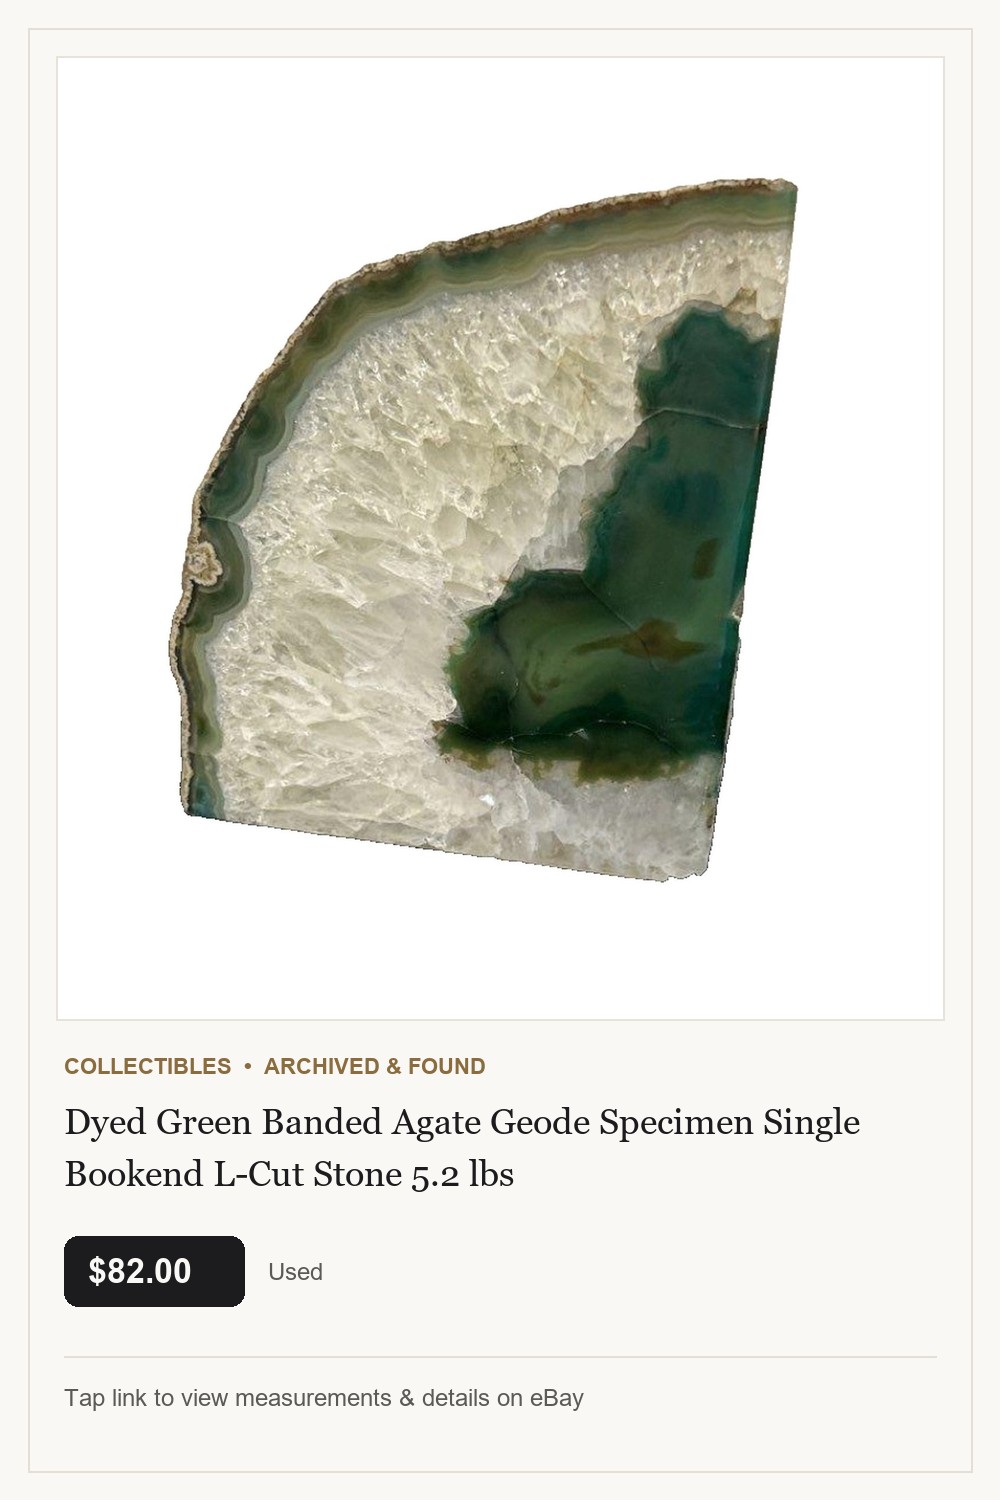 COLLECTIBLES • ARCHIVED & FOUND
Dyed Green Banded Agate Geode Specimen Single
Bookend L-Cut Stone 5.2 lbs
$82.00
Used
Tap link to view measurements & details on eBay